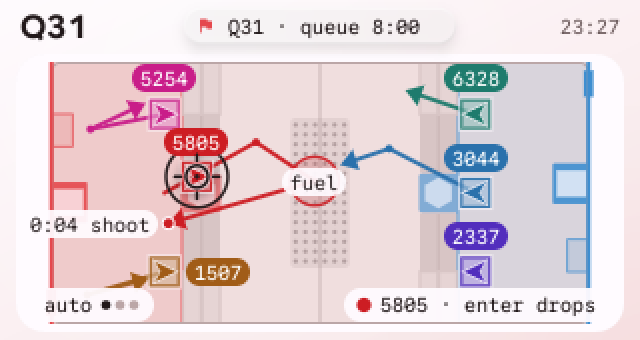 Q31
Q31 · queue 8:00
23:27
5254
6328
5805
3044
fuel
0:04 shoot
2337
1507
auto
5805 · enter drops